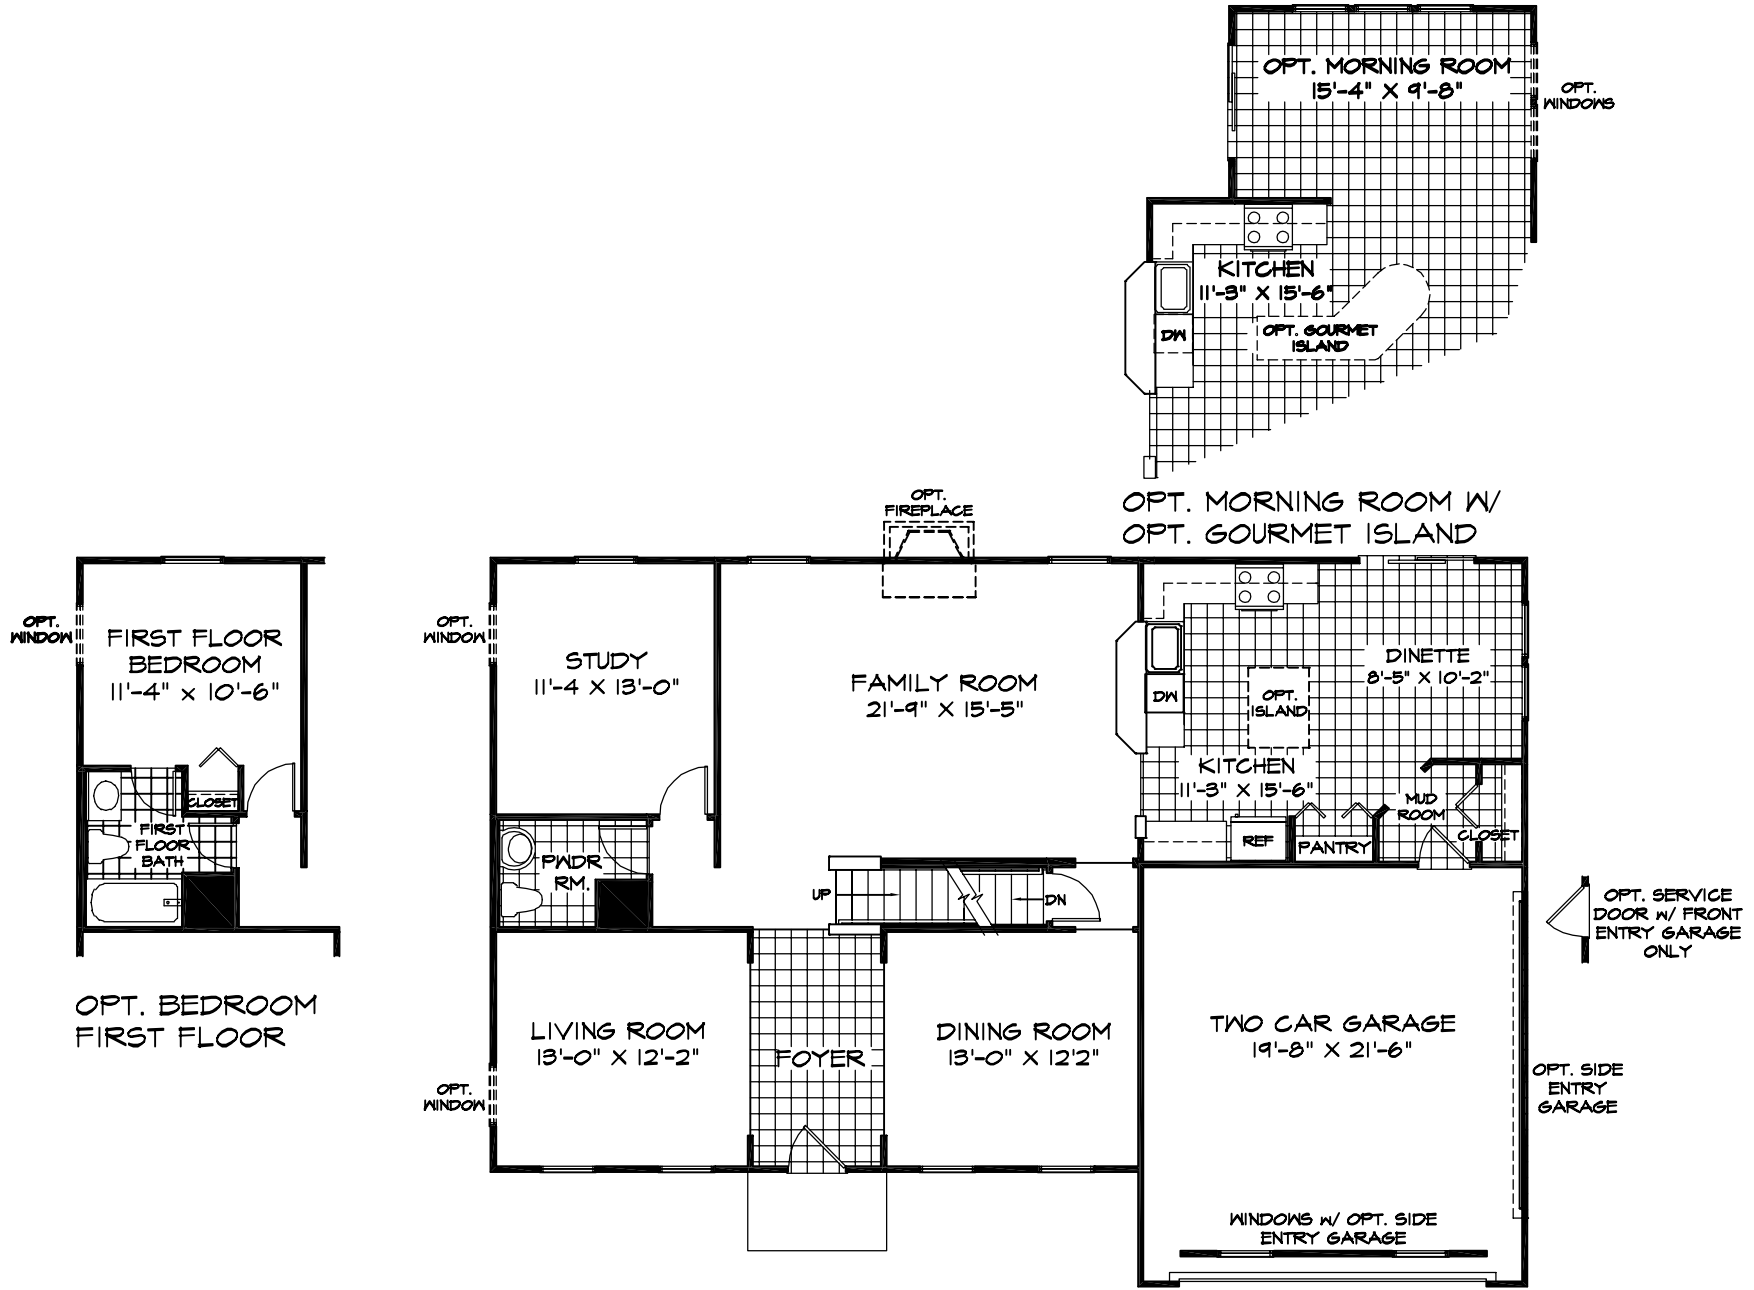 OPT. MORNING ROOM
15'-4" X 9'-8"
OPT.
WINDOWS
KITCHEN
11'-3" X 15'-6"
DW
OPT. GOURMET
ISLAND
OPT. MORNING ROOM W/
OPT. GOURMET ISLAND
OPT.
WINDOW
FIRST FLOOR
BEDROOM
11'-4" x 10'-6"
CLOSET
FIRST
FLOOR
BATH
OPT. BEDROOM
FIRST FLOOR
OPT.
FIREPLACE
OPT.
WINDOW
STUDY
11'-4 X 13'-0"
FAMILY ROOM
21'-9" X 15'-5"
DW
OPT.
ISLAND
DINETTE
8'-5" X 10'-2"
KITCHEN
11'-3" X 15'-6"
MUD
ROOM
CLOSET
REF
PANTRY
PWDR
RM.
UP
DN
OPT. SERVICE
DOOR w/ FRONT
ENTRY GARAGE
ONLY
LIVING ROOM
13'-0" X 12'-2"
FOYER
DINING ROOM
13'-0" X 12'2"
TWO CAR GARAGE
19'-8" X 21'-6"
OPT.
WINDOW
OPT. SIDE
ENTRY
GARAGE
WINDOWS w/ OPT. SIDE
ENTRY GARAGE